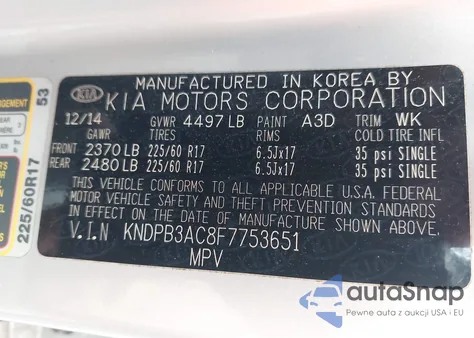 MANUFACTURED IN KOREA BY
KIA KIA MOTORS CORPORATION
12/14 GVWR 4497 LB PAINT A3D TRIM WK
GAWR TIRES RIMS COLD TIRE INFL
FRONT 2370 LB 225/60 R17 6.5Jx17 35 psi SINGLE
REAR 2480 LB 225/60 R17 6.5Jx17 35 psi SINGLE
THIS VEHICLE CONFORMS TO ALL APPLICABLE U.S.A. FEDERAL
MOTOR VEHICLE SAFETY AND THEFT PREVENTION STANDARDS
IN EFFECT ON THE DATE OF MANUFACTURE SHOWN ABOVE.
V.I.N KNDPB3AC8F7753651
MPV
53
225/60R17
autoSnap
Pewne auto z aukcji USA i EU